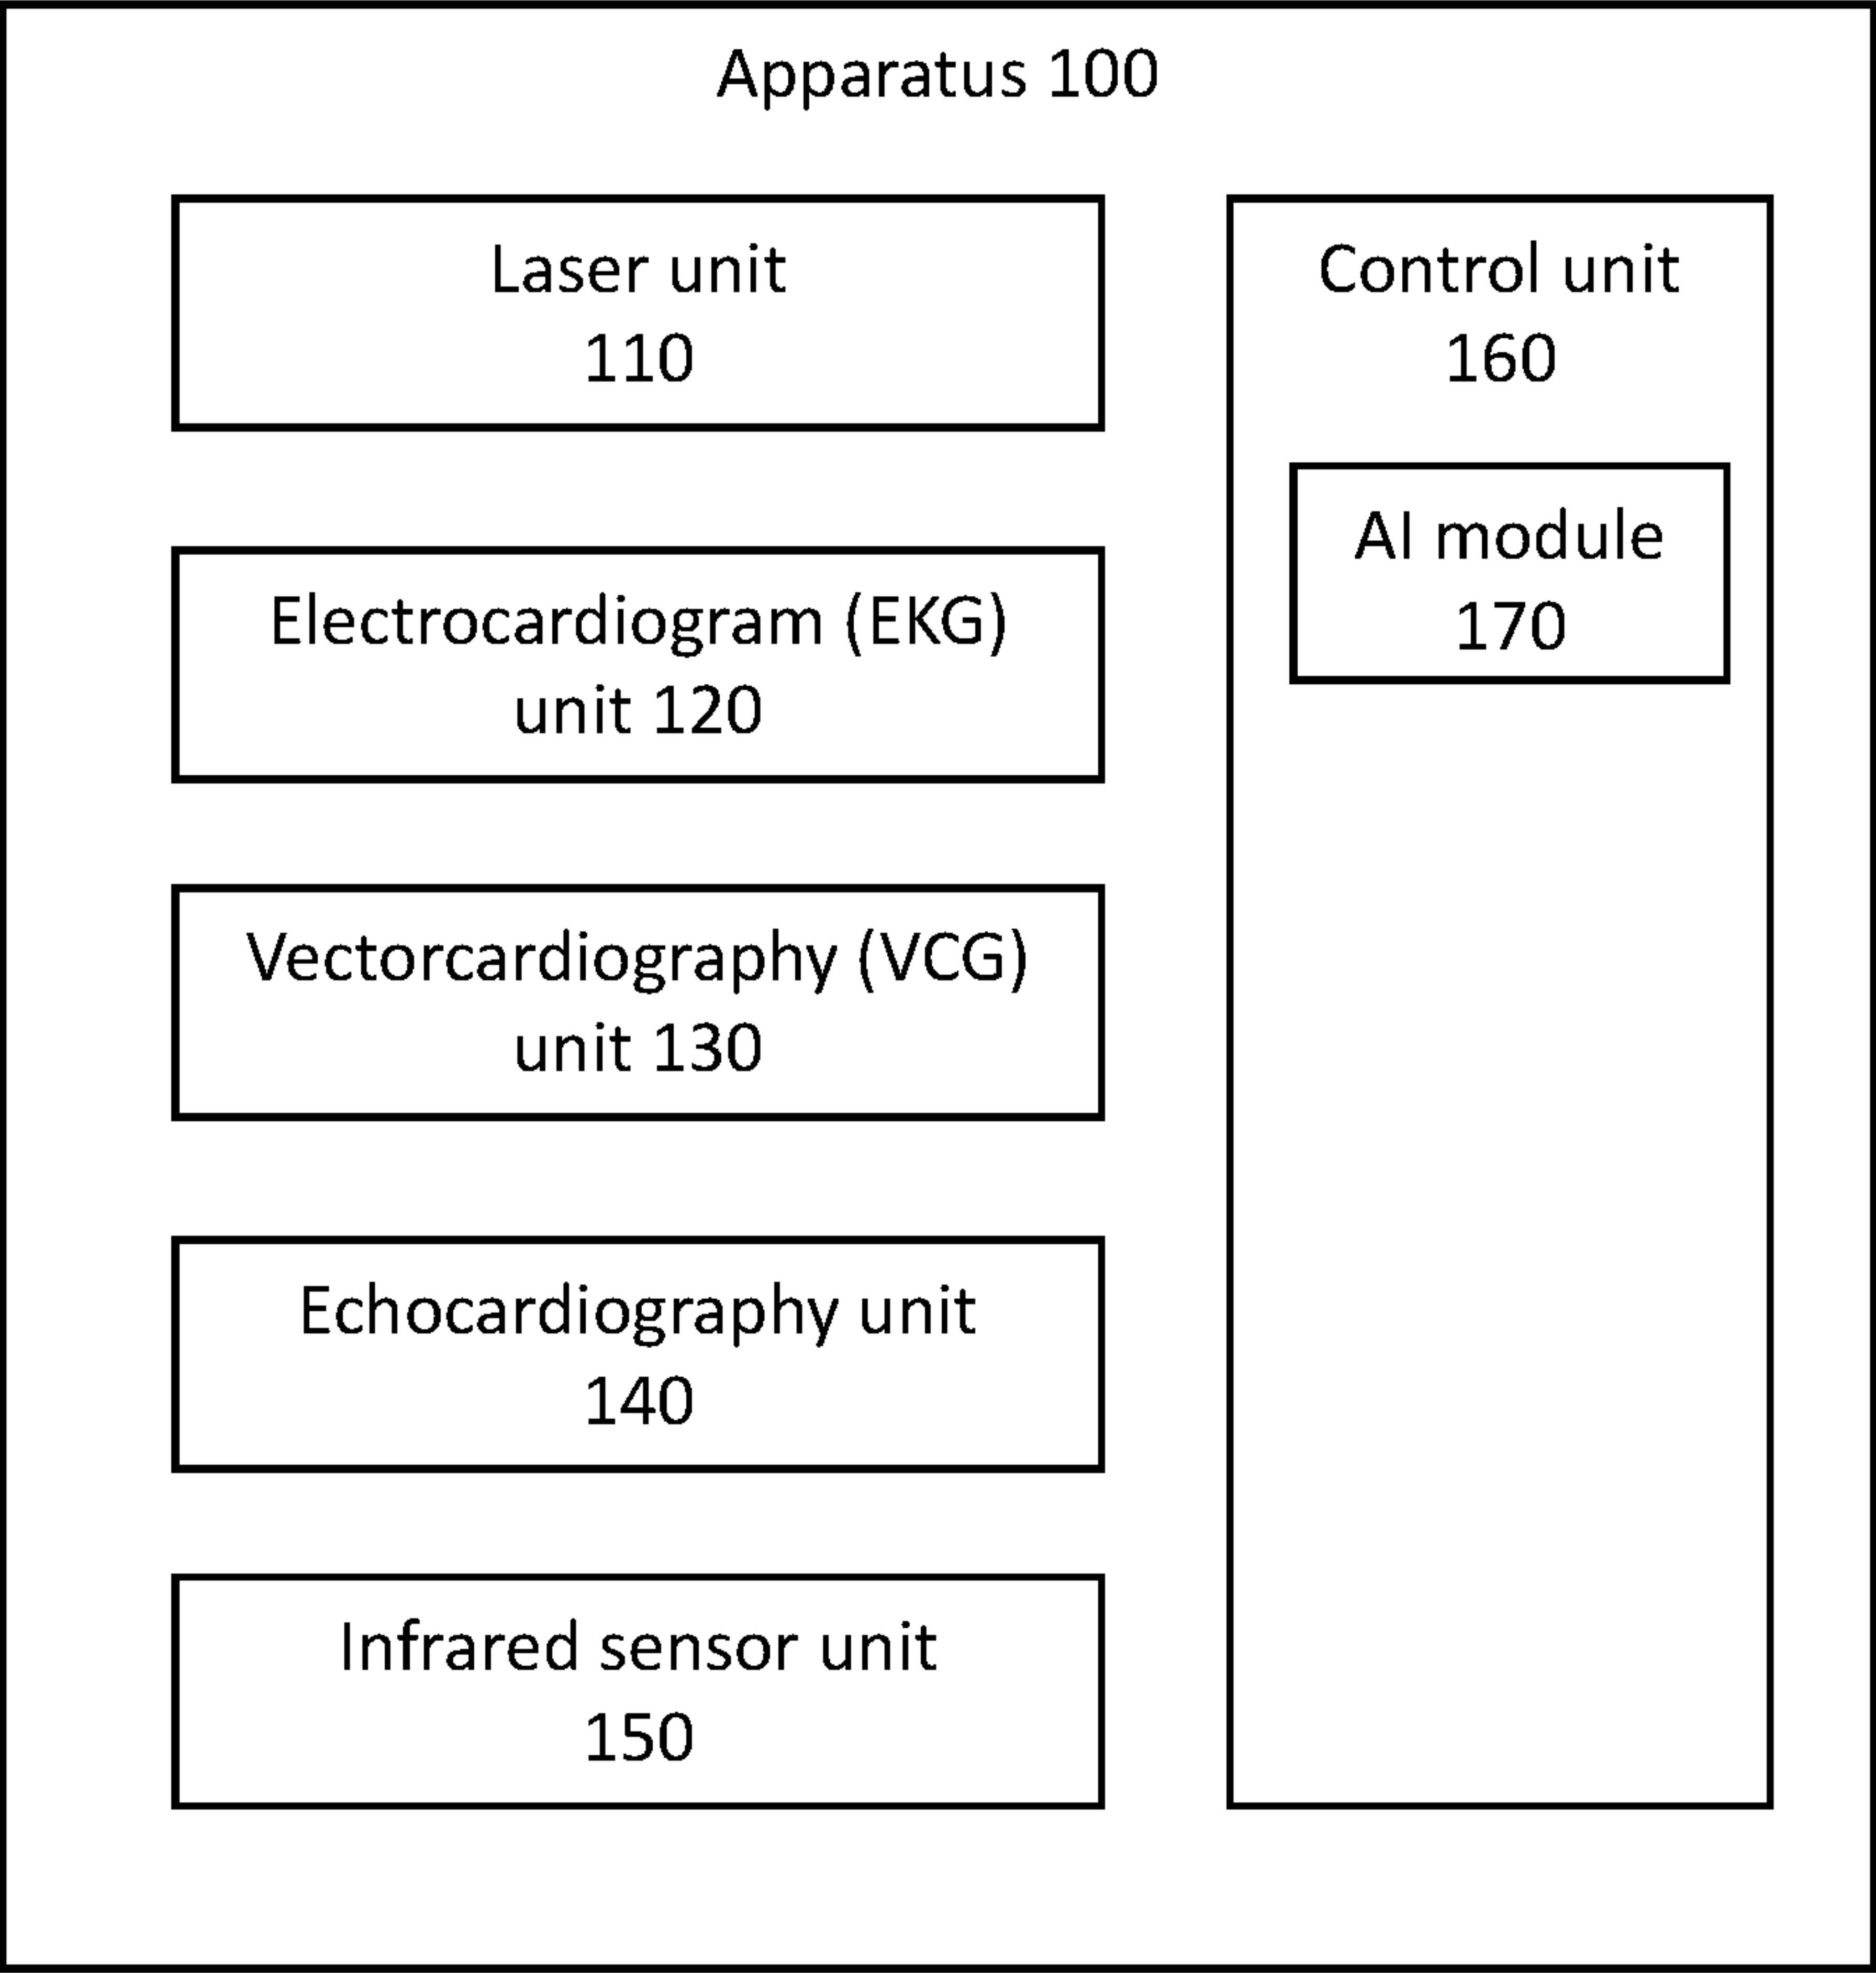 Apparatus 100
Laser unit
110
Electrocardiogram (EKG)
unit 120
Vectorcardiography (VCG)
unit 130
Echocardiography unit
140
Infrared sensor unit
150
Control unit
160
AI module
170